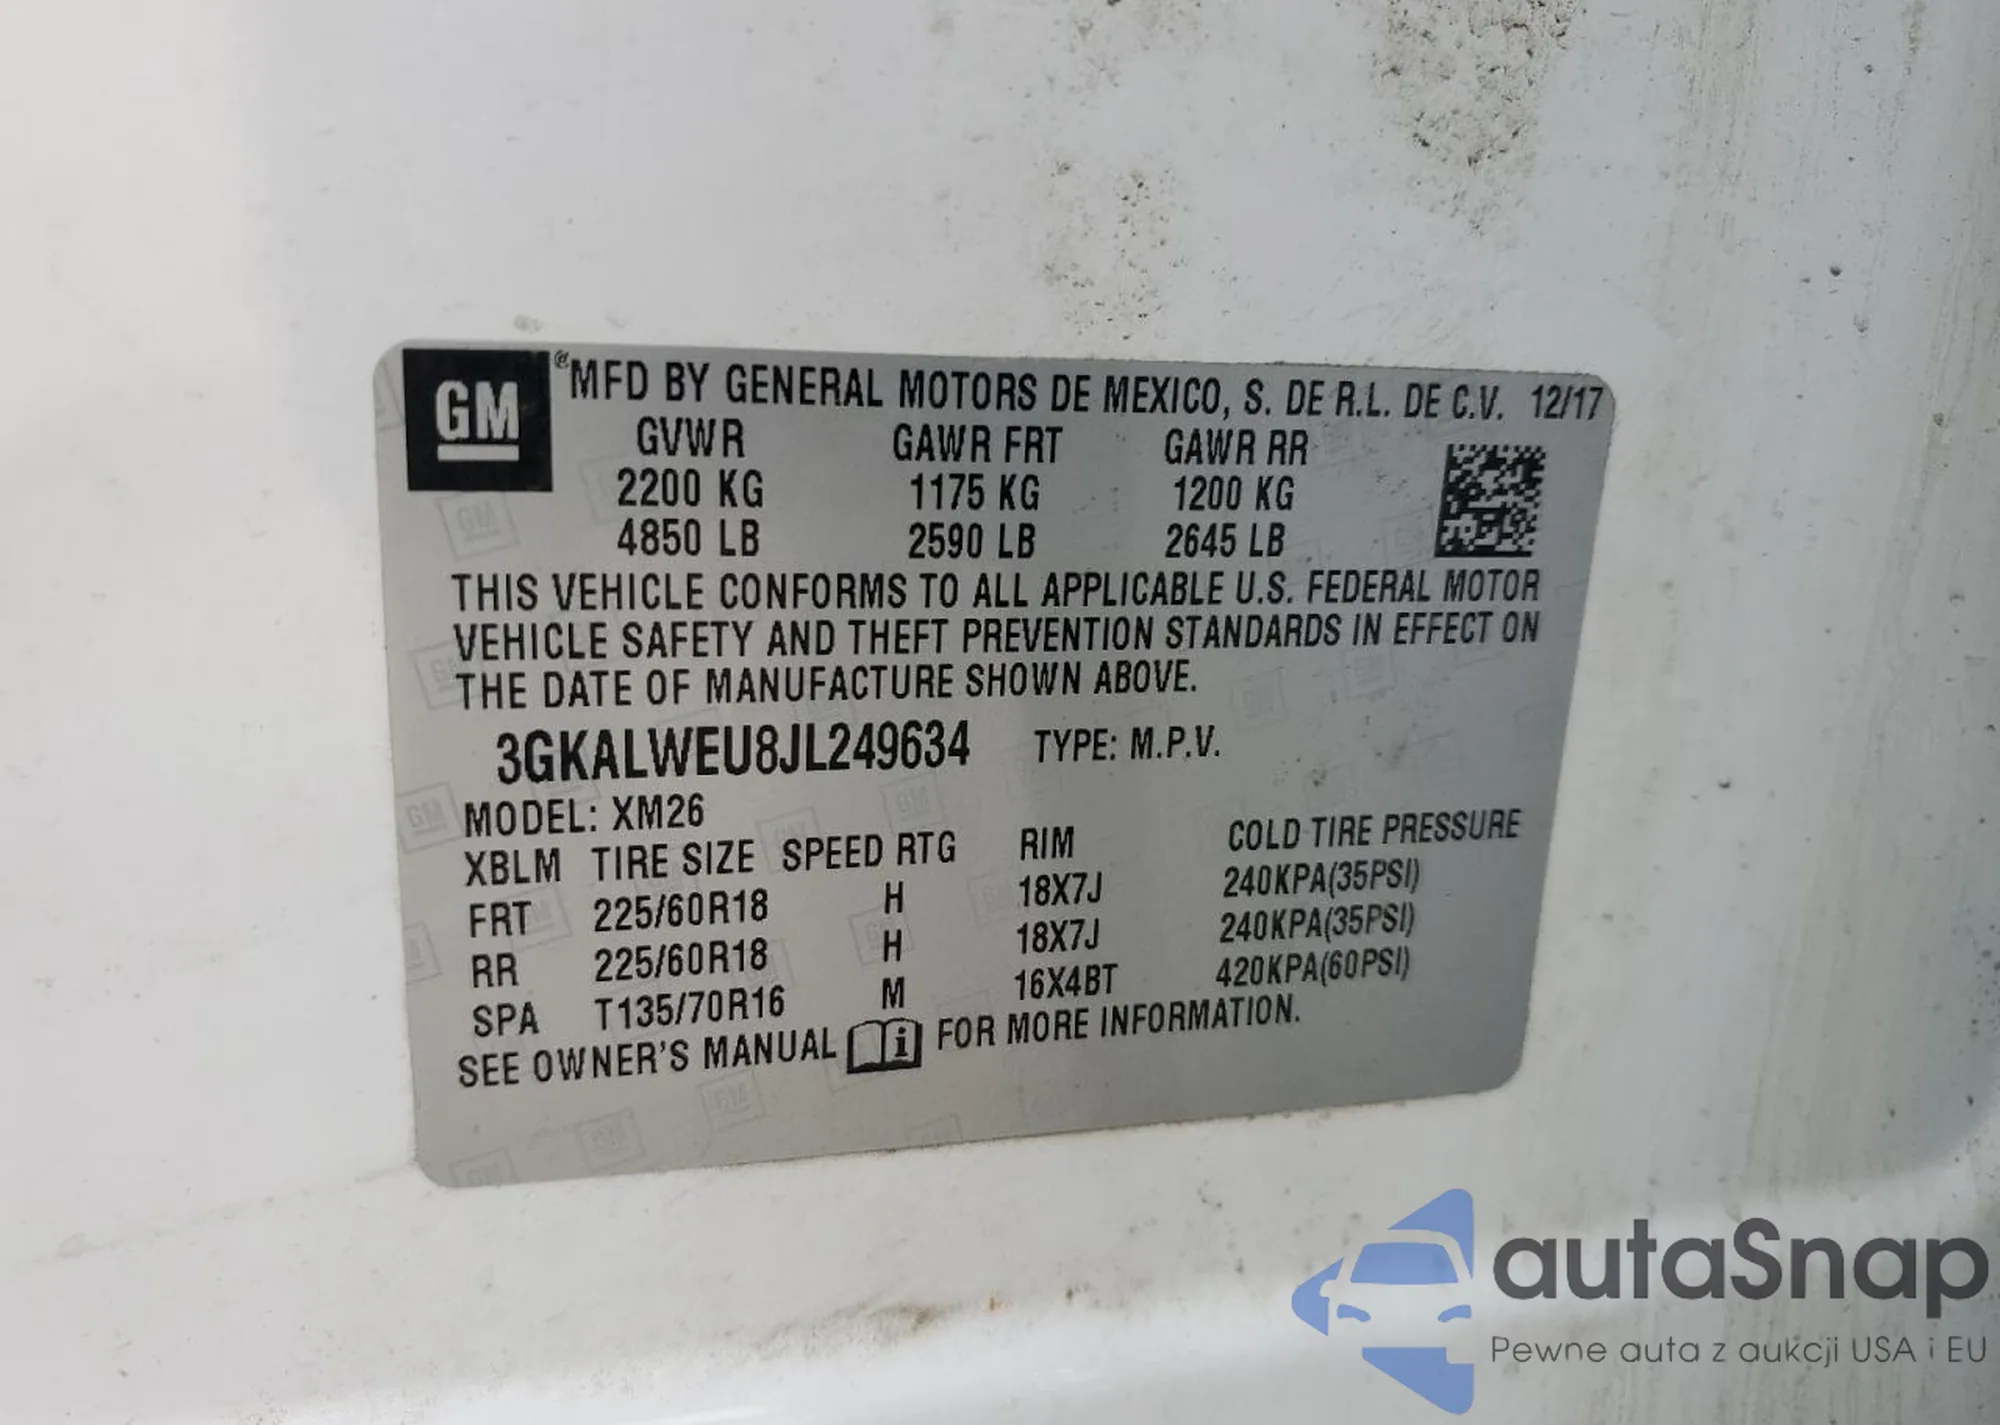 GM ®MFD BY GENERAL MOTORS DE MEXICO, S. DE R.L. DE C.V. 12/17
GVWR GAWR FRT GAWR RR
2200 KG 1175 KG 1200 KG
4850 LB 2590 LB 2645 LB
THIS VEHICLE CONFORMS TO ALL APPLICABLE U.S. FEDERAL MOTOR
VEHICLE SAFETY AND THEFT PREVENTION STANDARDS IN EFFECT ON
THE DATE OF MANUFACTURE SHOWN ABOVE.
3GKALWEU8JL249634 TYPE: M.P.V.
MODEL: XM26
XBLM TIRE SIZE SPEED RTG RIM COLD TIRE PRESSURE
FRT 225/60R18 H 18X7J 240KPA(35PSI)
RR 225/60R18 H 18X7J 240KPA(35PSI)
SPA T135/70R16 M 16X4BT 420KPA(60PSI)
SEE OWNER'S MANUAL i FOR MORE INFORMATION.
autaSnap
Pewne auta z aukcji USA i EU